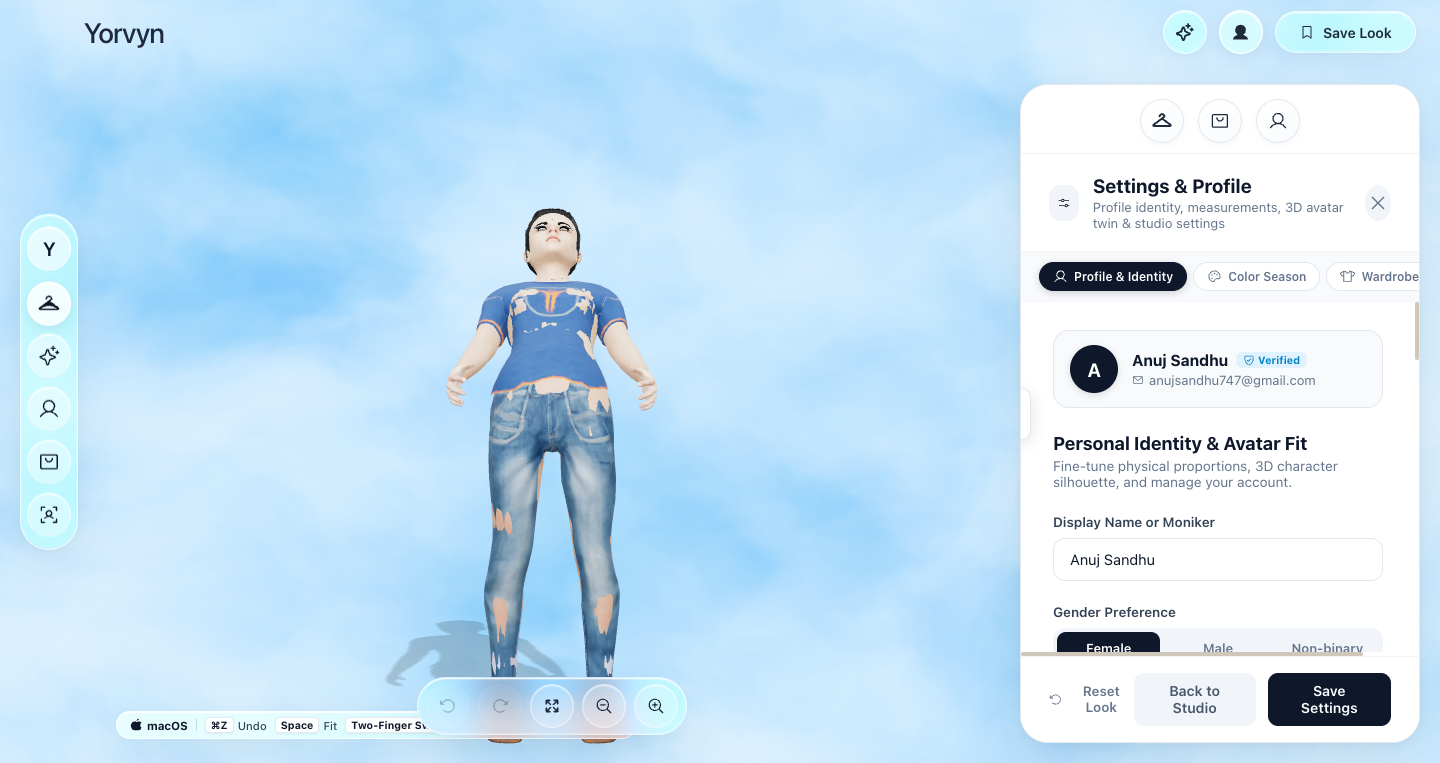 Yorvyn
Save Look
Y
Settings & Profile
Profile identity, measurements, 3D avatar
twin & studio settings
Profile & Identity
Color Season
Wardrobe
A
Anuj Sandhu
Verified
anujsandhu747@gmail.com
Personal Identity & Avatar Fit
Fine-tune physical proportions, 3D character
silhouette, and manage your account.
Display Name or Moniker
Anuj Sandhu
Gender Preference
Female
Male
Non-binary
Reset
Look
Back to
Studio
Save
Settings
macOS
⌘Z Undo
Space Fit
Two-Finger